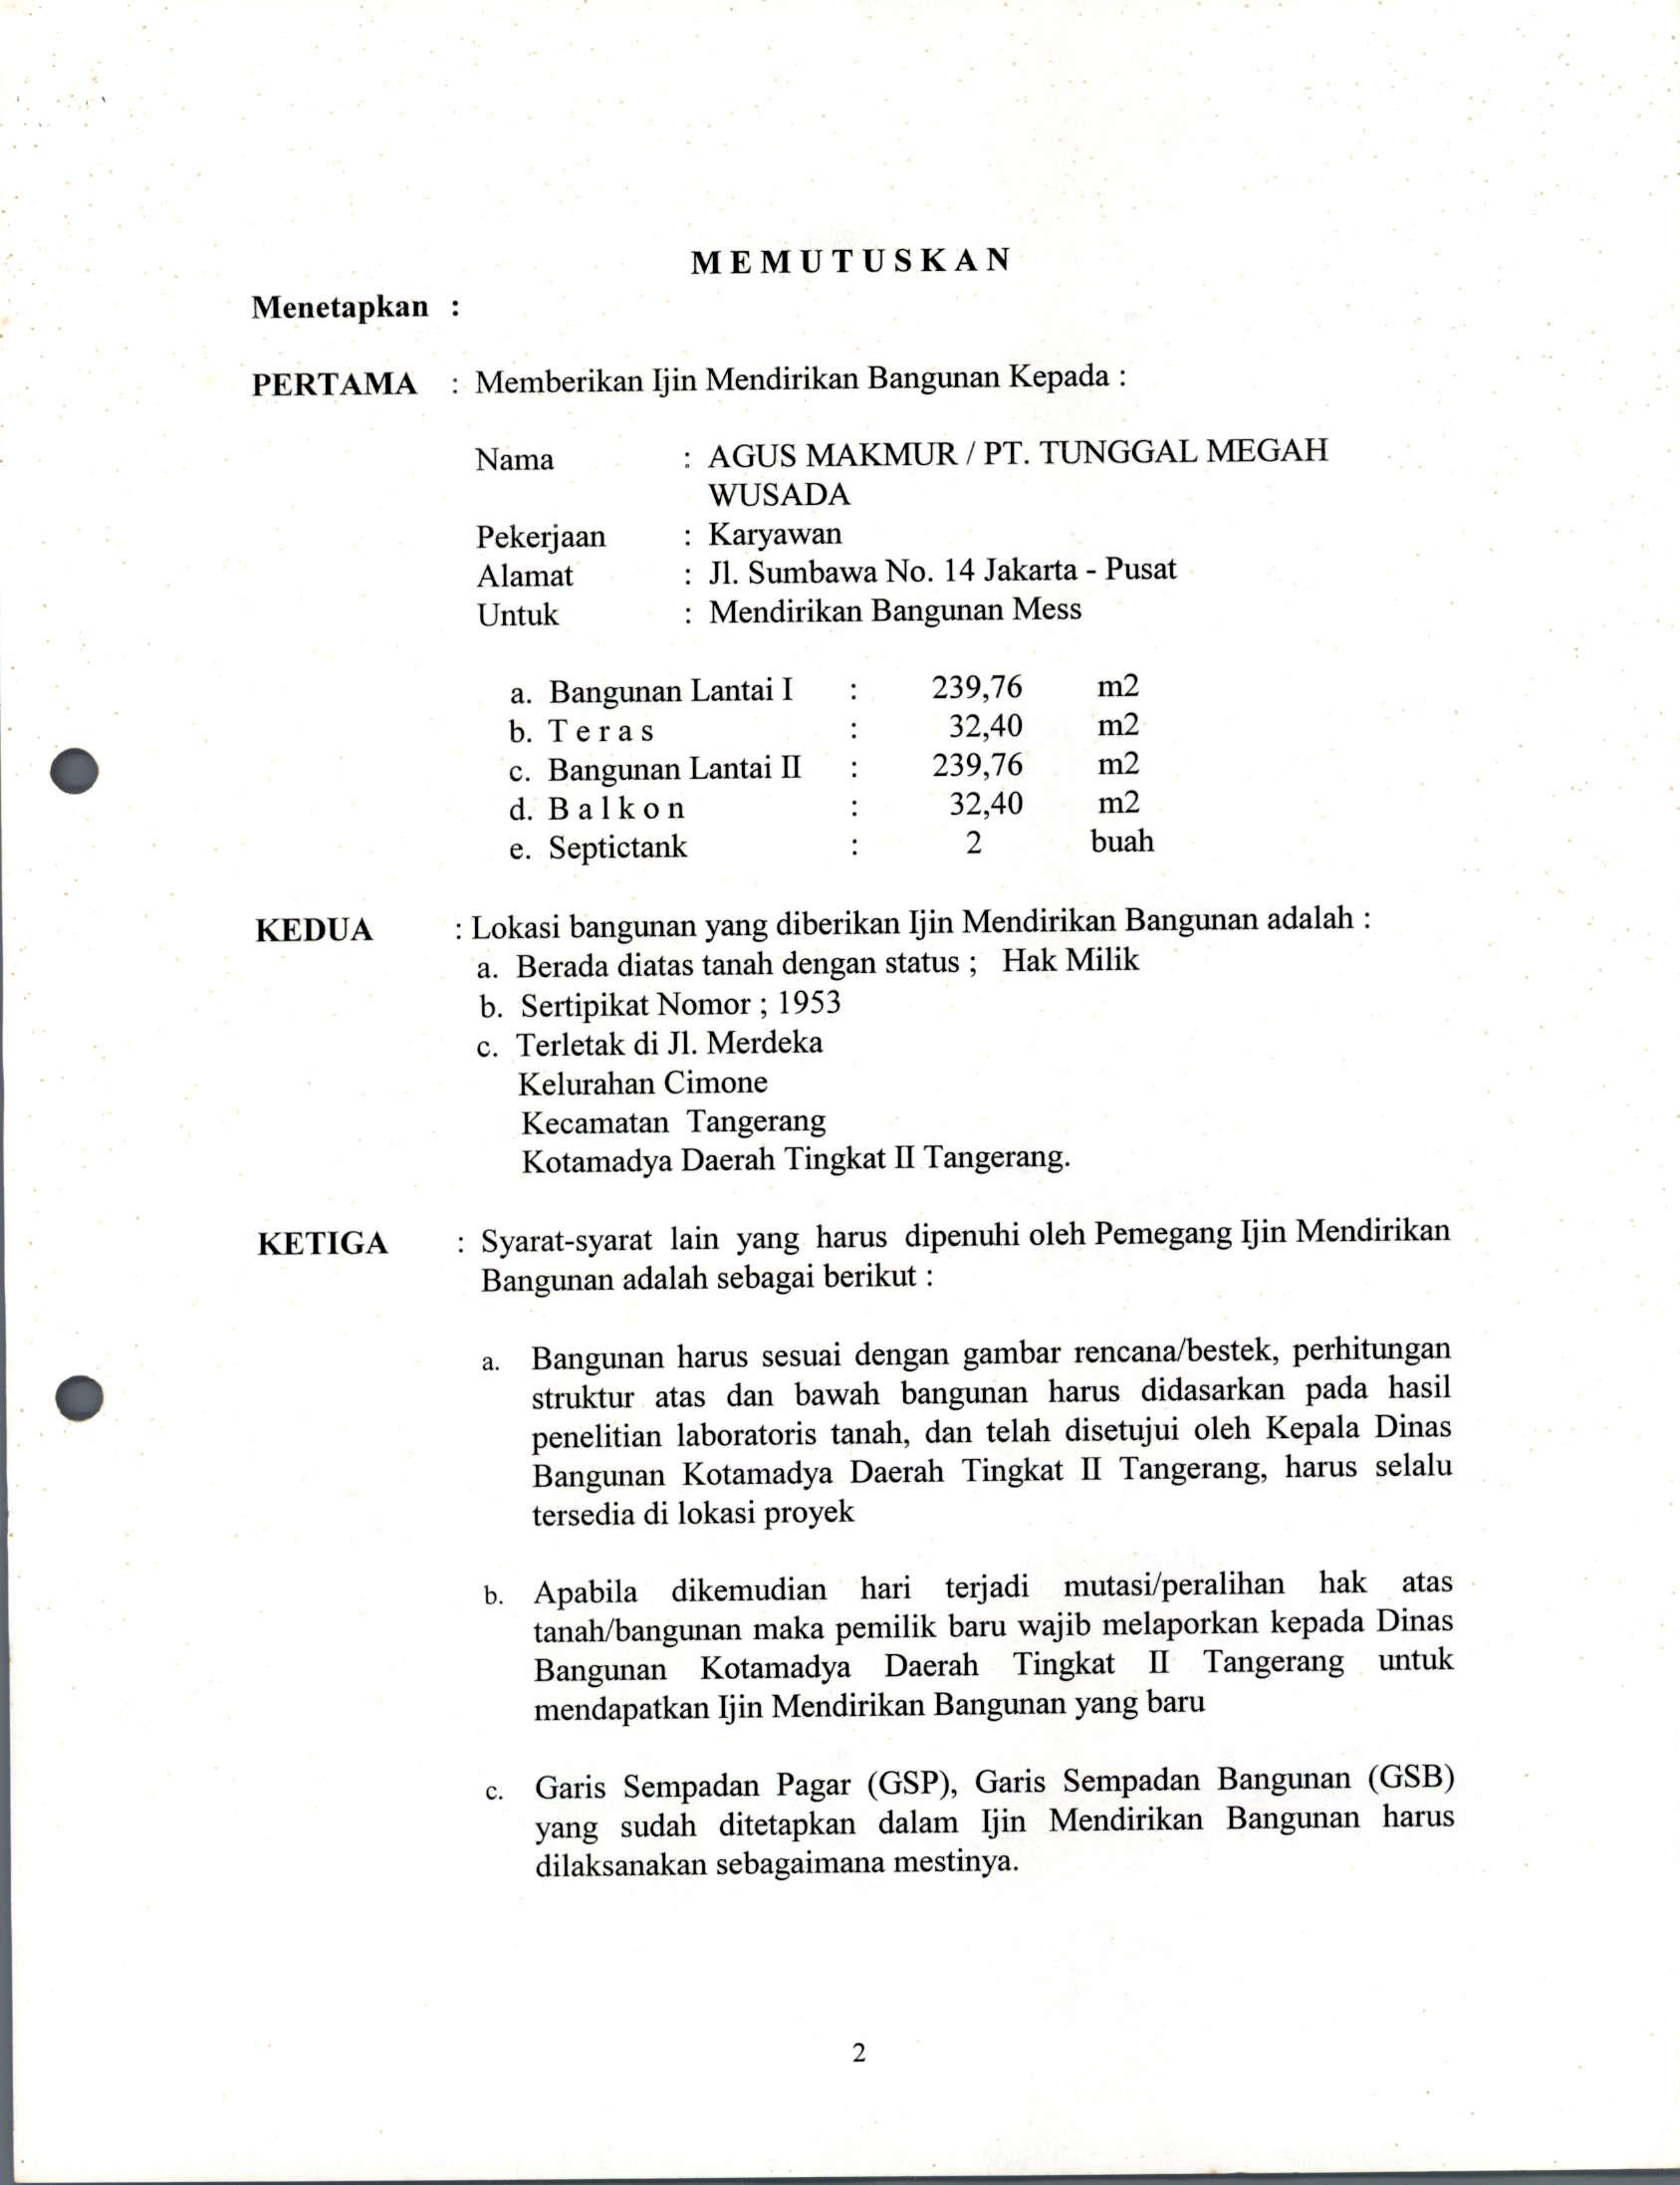 M E M U T U S K A N
Menetapkan :
PERTAMA : Memberikan Ijin Mendirikan Bangunan Kepada :
Nama : AGUS MAKMUR / PT. TUNGGAL MEGAH
WUSADA
Pekerjaan : Karyawan
Alamat : Jl. Sumbawa No. 14 Jakarta - Pusat
Untuk : Mendirikan Bangunan Mess
a. Bangunan Lantai I : 239,76 m2
b. T e r a s : 32,40 m2
c. Bangunan Lantai II : 239,76 m2
d. B a l k o n : 32,40 m2
e. Septictank : 2 buah
KEDUA : Lokasi bangunan yang diberikan Ijin Mendirikan Bangunan adalah :
a. Berada diatas tanah dengan status ; Hak Milik
b. Sertipikat Nomor ; 1953
c. Terletak di Jl. Merdeka
Kelurahan Cimone
Kecamatan Tangerang
Kotamadya Daerah Tingkat II Tangerang.
KETIGA : Syarat-syarat lain yang harus dipenuhi oleh Pemegang Ijin Mendirikan
Bangunan adalah sebagai berikut :
a. Bangunan harus sesuai dengan gambar rencana/bestek, perhitungan
struktur atas dan bawah bangunan harus didasarkan pada hasil
penelitian laboratoris tanah, dan telah disetujui oleh Kepala Dinas
Bangunan Kotamadya Daerah Tingkat II Tangerang, harus selalu
tersedia di lokasi proyek
b. Apabila dikemudian hari terjadi mutasi/peralihan hak atas
tanah/bangunan maka pemilik baru wajib melaporkan kepada Dinas
Bangunan Kotamadya Daerah Tingkat II Tangerang untuk
mendapatkan Ijin Mendirikan Bangunan yang baru
c. Garis Sempadan Pagar (GSP), Garis Sempadan Bangunan (GSB)
yang sudah ditetapkan dalam Ijin Mendirikan Bangunan harus
dilaksanakan sebagaimana mestinya.
2